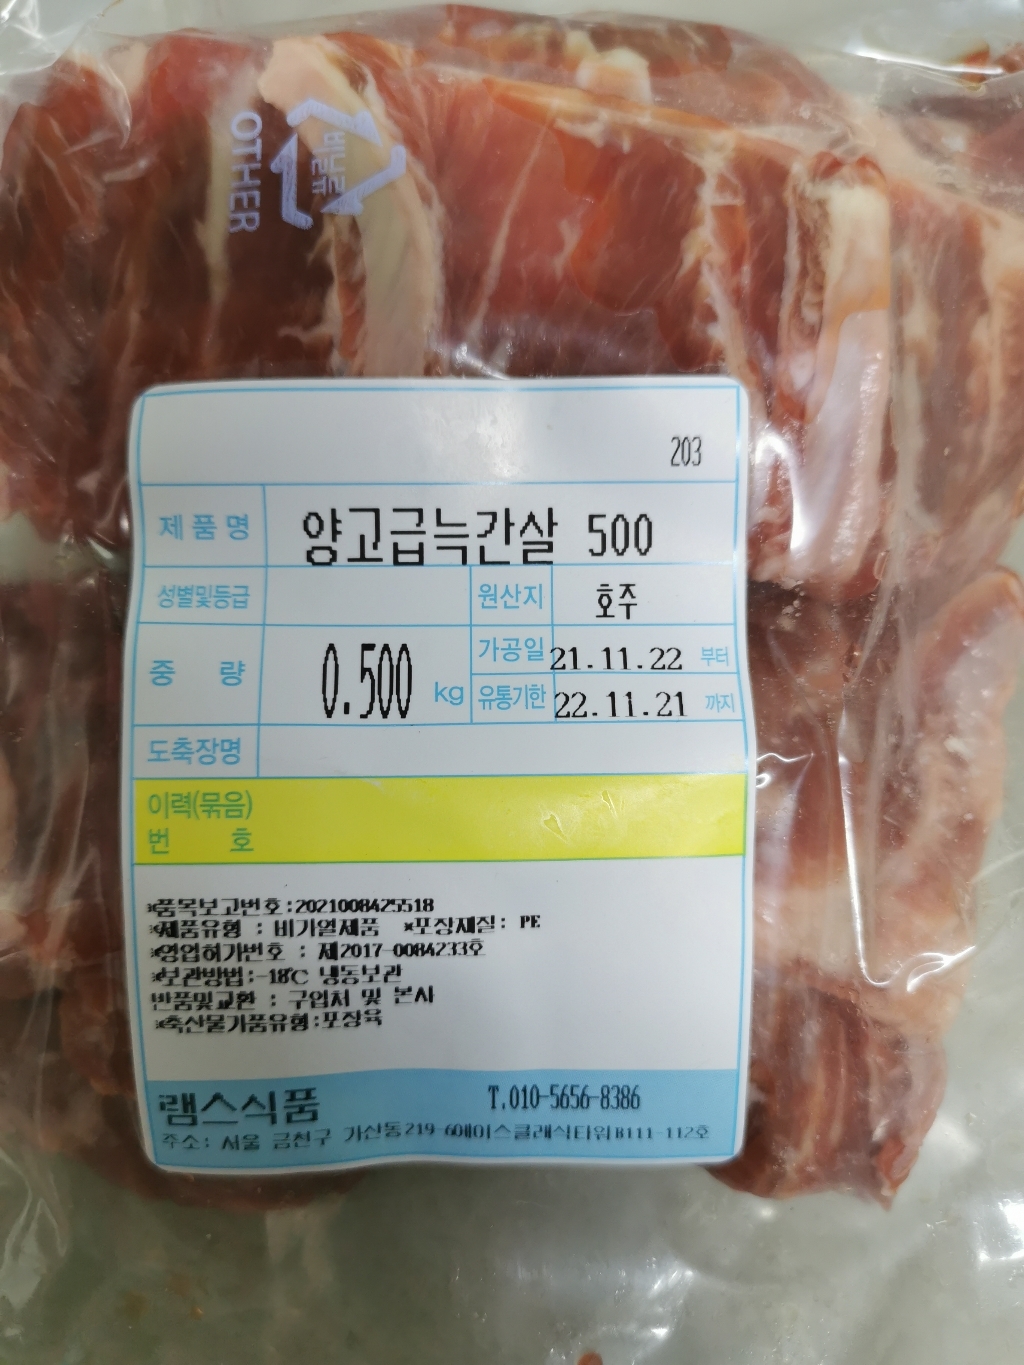 비닐류
OTHER
203
제품명 양고급늑간살 500
성별및등급 원산지 호주
중 량 0.500 kg 가공일 21.11.22 부터
유통기한 22.11.21 까지
도축장명
이력(묶음)
번 호
*품목보고번호:2021008425518
*제품유형 : 비가열제품 *포장재질: PE
*영업허가번호 : 제2017-0084233호
*보관방법:-18℃ 냉동보관
반품및교환 : 구입처 및 본사
*축산물가품유형:포장육
램스식품 T.010-5656-8386
주소: 서울 금천구 가산동219-6에이스클래식타워B111-112호